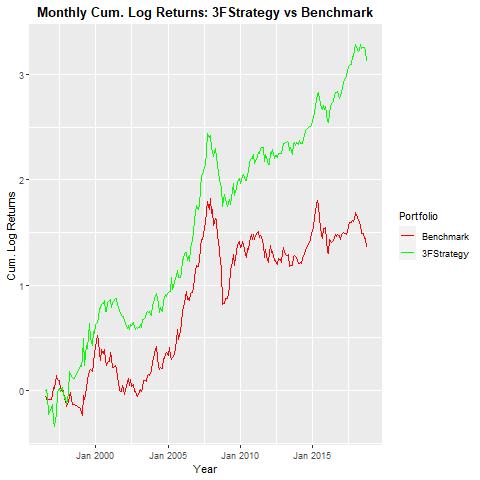 Monthly Cum. Log Returns: 3FStrategy vs Benchmark
3
2
1
0
Cum. Log Returns
Jan 2000 Jan 2005 Jan 2010 Jan 2015
Year
Portfolio
Benchmark
3FStrategy